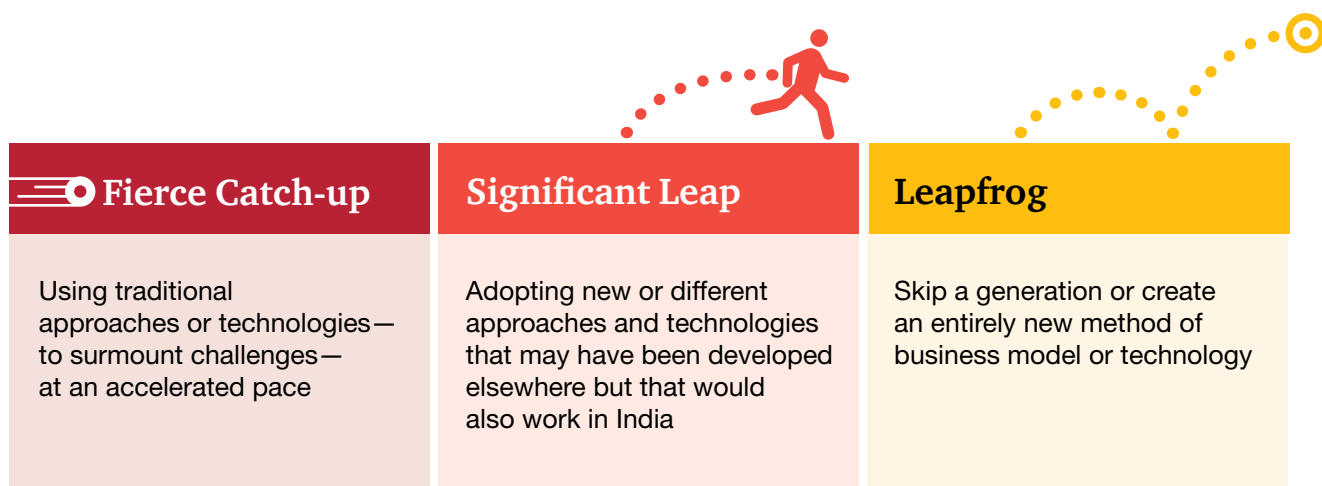 Fierce Catch-up
Using traditional
approaches or technologies—
to surmount challenges—
at an accelerated pace
Significant Leap
Adopting new or different
approaches and technologies
that may have been developed
elsewhere but that would
also work in India
Leapfrog
Skip a generation or create
an entirely new method of
business model or technology